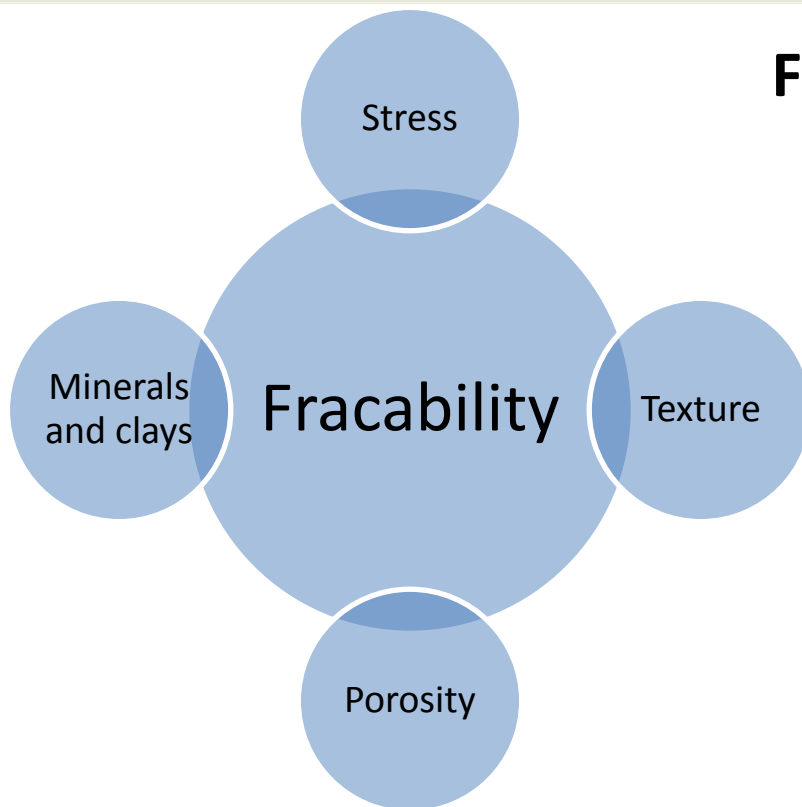 F
Stress
Minerals
and clays
Fracability
Texture
Porosity